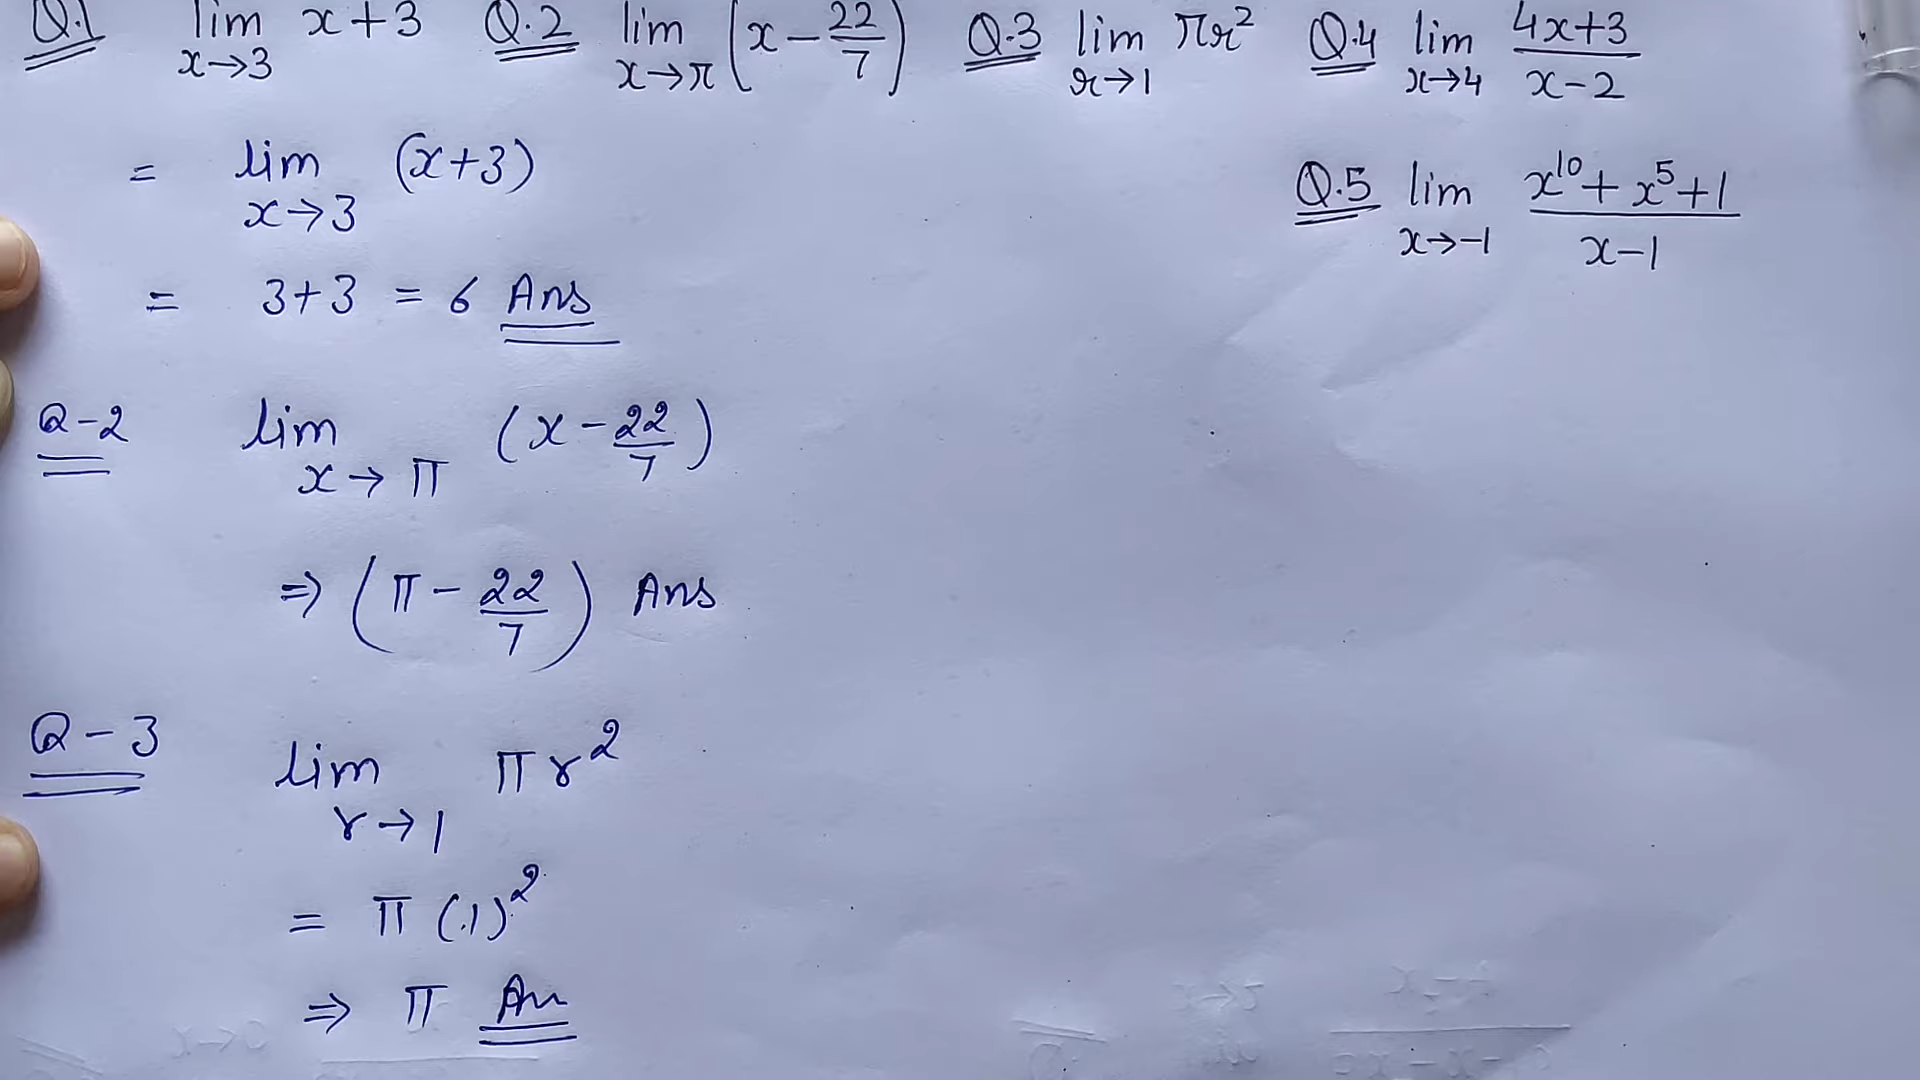 Q.1 lim x→3 x+3 Q.2 lim x→π (x - 22/7) Q.3 lim r→1 πr² Q.4 lim x→4 4x+3/x-2
= lim x→3 (x+3)
Q.5 lim x→-1 x¹⁰+x⁵+1/x-1
= 3+3 = 6 Ans
Q-2 lim x→π (x - 22/7)
⇒ (π - 22/7) Ans
Q-3 lim r→1 πr²
= π(1)²
⇒ π Ans